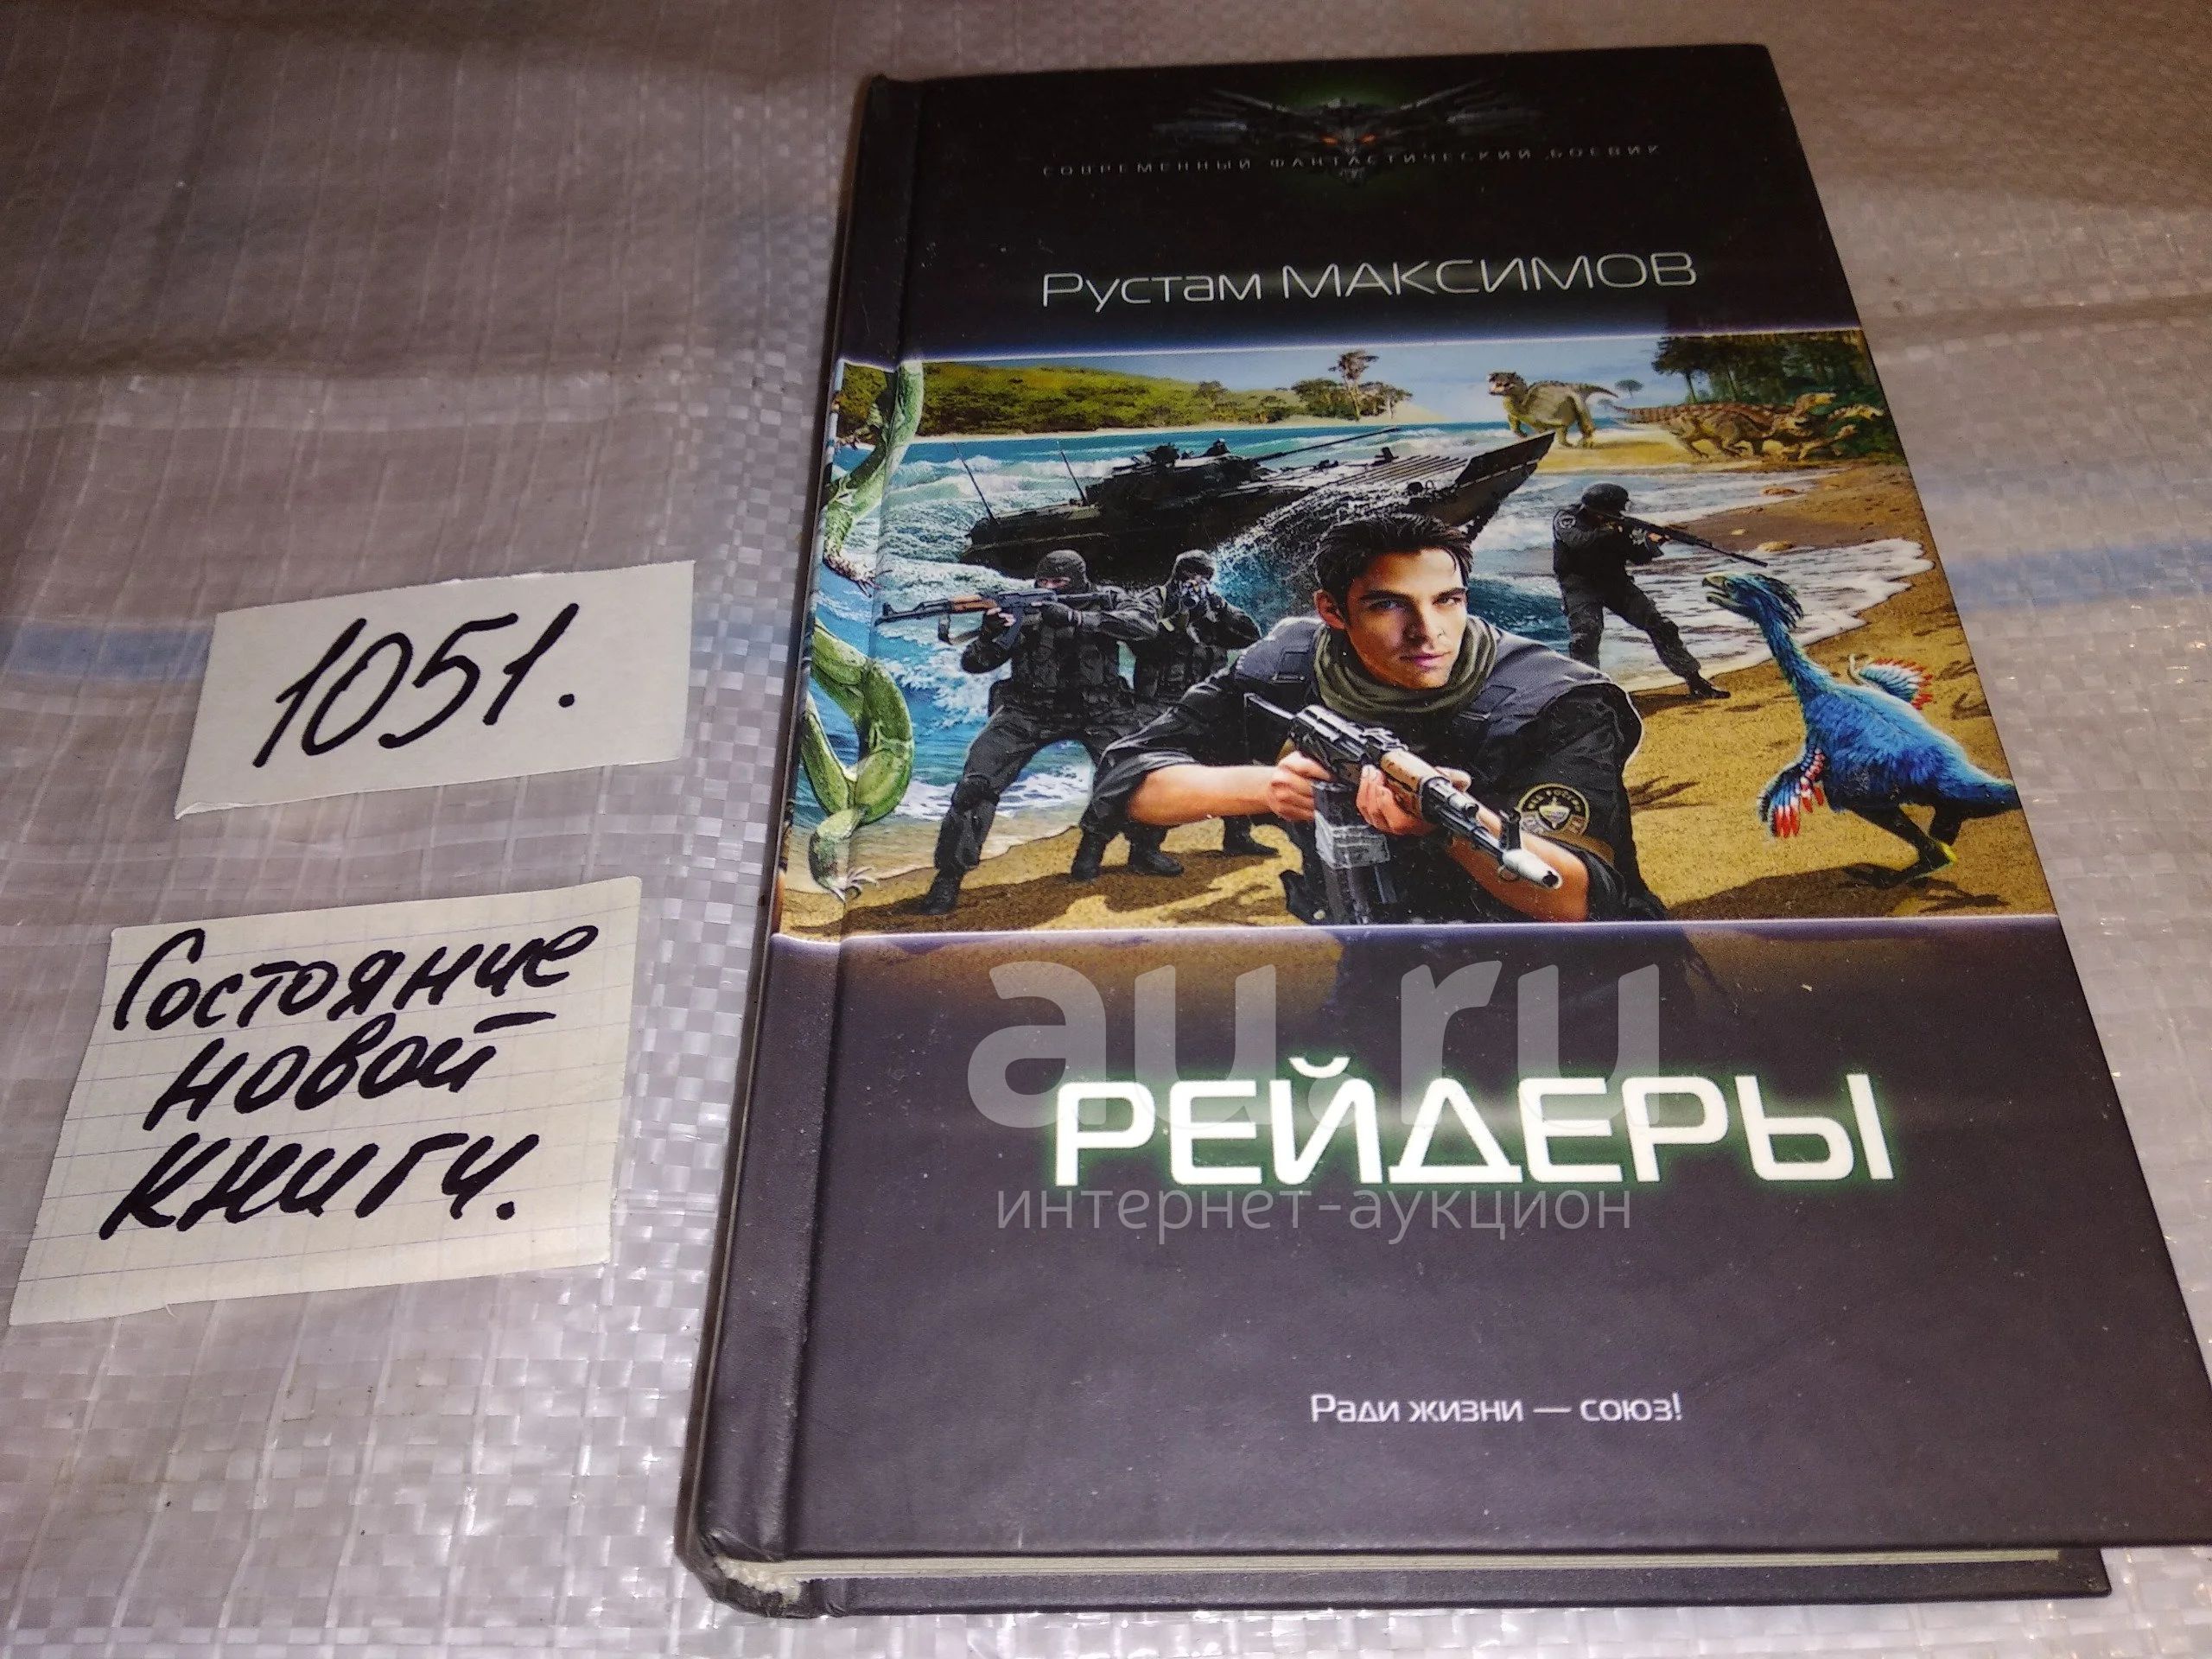 СОВРЕМЕННЫЙ ФАНТАСТИЧЕСКИЙ БОЕВИК
Рустам МАКСИМОВ
1051.
Состояние
новой
книги.
au.ru
РЕЙДЕРЫ
интернет-аукцион
Ради жизни — союз!